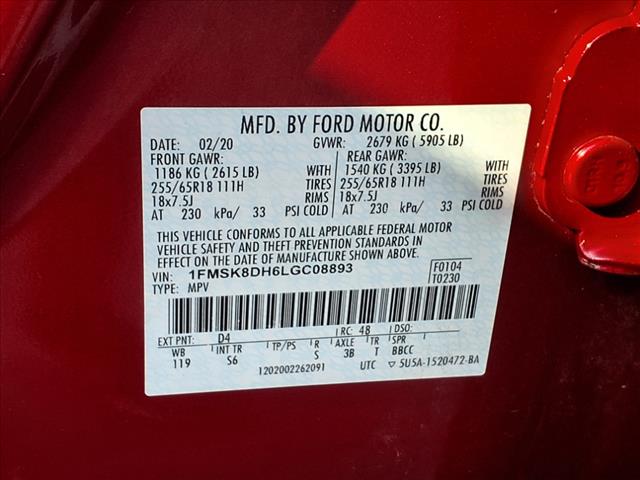 MFD. BY FORD MOTOR CO.
DATE: 02/20 GVWR: 2679 KG ( 5905 LB)
FRONT GAWR: REAR GAWR:
1186 KG ( 2615 LB) WITH 1540 KG ( 3395 LB) WITH
255/65R18 111H TIRES 255/65R18 111H TIRES
18x7.5J RIMS 18x7.5J RIMS
AT 230 kPa/ 33 PSI COLD AT 230 kPa/ 33 PSI COLD
THIS VEHICLE CONFORMS TO ALL APPLICABLE FEDERAL MOTOR
VEHICLE SAFETY AND THEFT PREVENTION STANDARDS IN
EFFECT ON THE DATE OF MANUFACTURE SHOWN ABOVE.
VIN: 1FMSK8DH6LGC08893 F0104
TYPE: MPV T0230
EXT PNT: D4 RC: 48 DSO:
WB INT TR TP/PS R AXLE TR SPR
119 S6 S 3B T BBCC
1202002262091 UTC ▽ 5U5A-1520472-BA